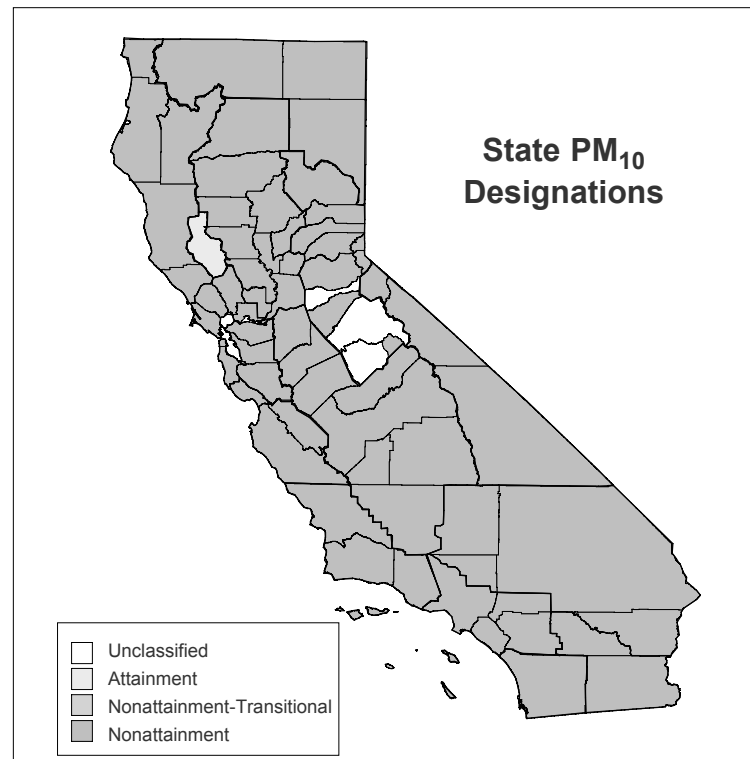 State PM₁₀
Designations
Unclassified
Attainment
Nonattainment-Transitional
Nonattainment